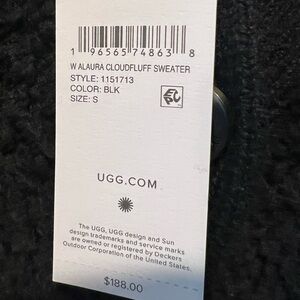 1 96565 74863 8
W ALAURA CLOUDFLUFF SWEATER
STYLE: 1151713
COLOR: BLK
SIZE: S
UGG.COM
The UGG, UGG design and Sun
design trademarks and service marks
are owned or registered by Deckers
Outdoor Corporation of the United States.
$188.00